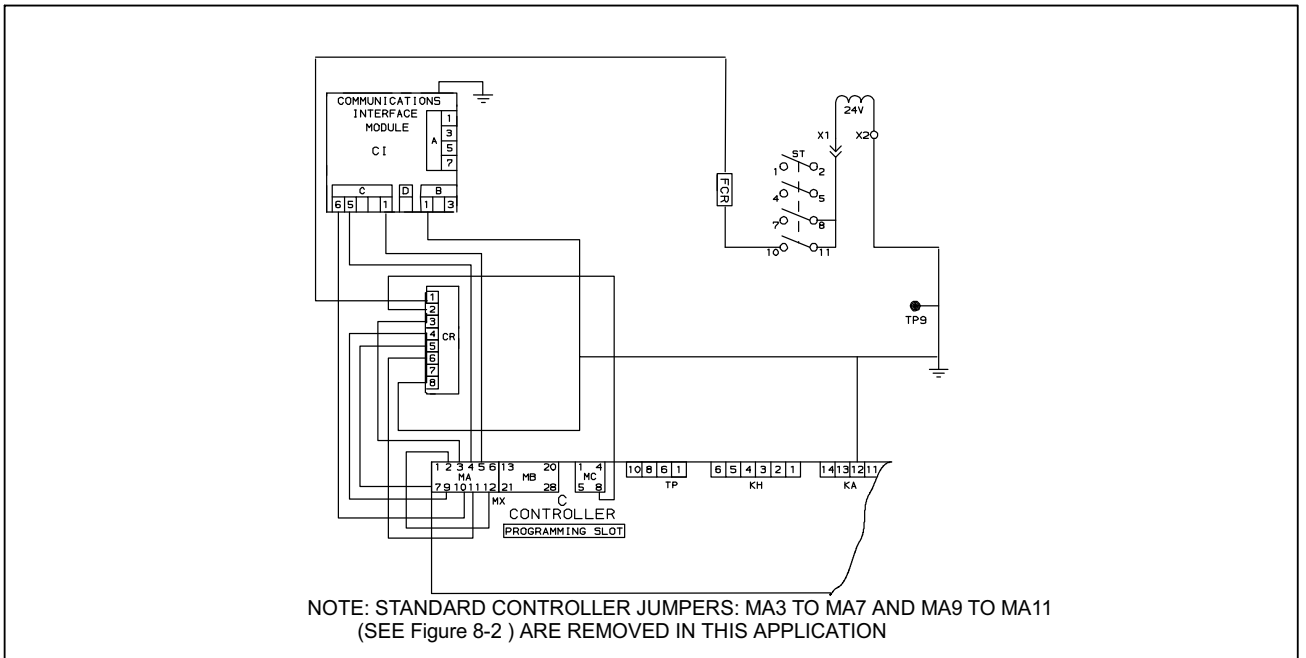 COMMUNICATIONS
INTERFACE
MODULE
CI
A
1
3
5
7
C D B
6 5 1 1 3
24V
X1 X2
ST
1 2
4 5
7 8
10 11
FCR
TP9
1
2
3
4
5
6
7
8
CR
1 2 3 4 5 6 13 20 1 4 10 8 6 1 6 5 4 3 2 1 14 13 12 11
MA MB MC TP KH KA
7 9 10 11 12 21 28 5 8
MX C
CONTROLLER
PROGRAMMING SLOT
NOTE: STANDARD CONTROLLER JUMPERS: MA3 TO MA7 AND MA9 TO MA11
(SEE Figure 8-2 ) ARE REMOVED IN THIS APPLICATION